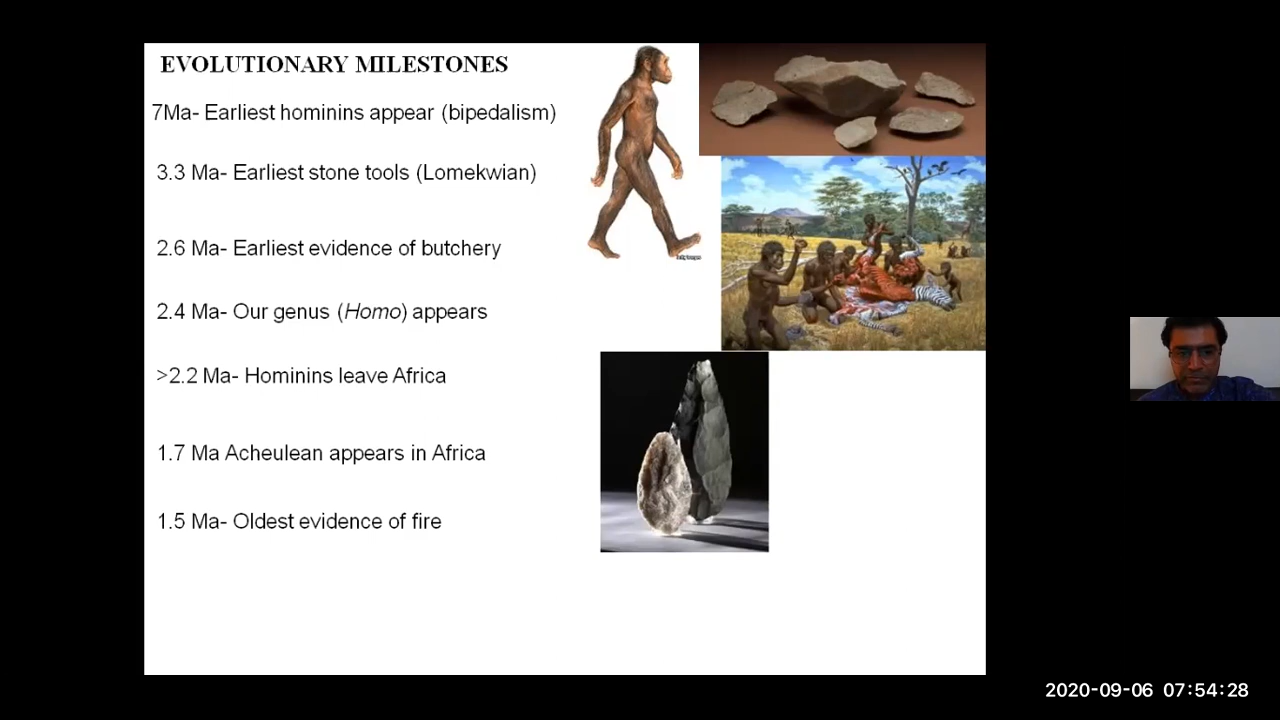 EVOLUTIONARY MILESTONES
7Ma- Earliest hominins appear (bipedalism)
3.3 Ma- Earliest stone tools (Lomekwian)
2.6 Ma- Earliest evidence of butchery
2.4 Ma- Our genus (Homo) appears
>2.2 Ma- Hominins leave Africa
1.7 Ma Acheulean appears in Africa
1.5 Ma- Oldest evidence of fire
2020-09-06 07:54:28